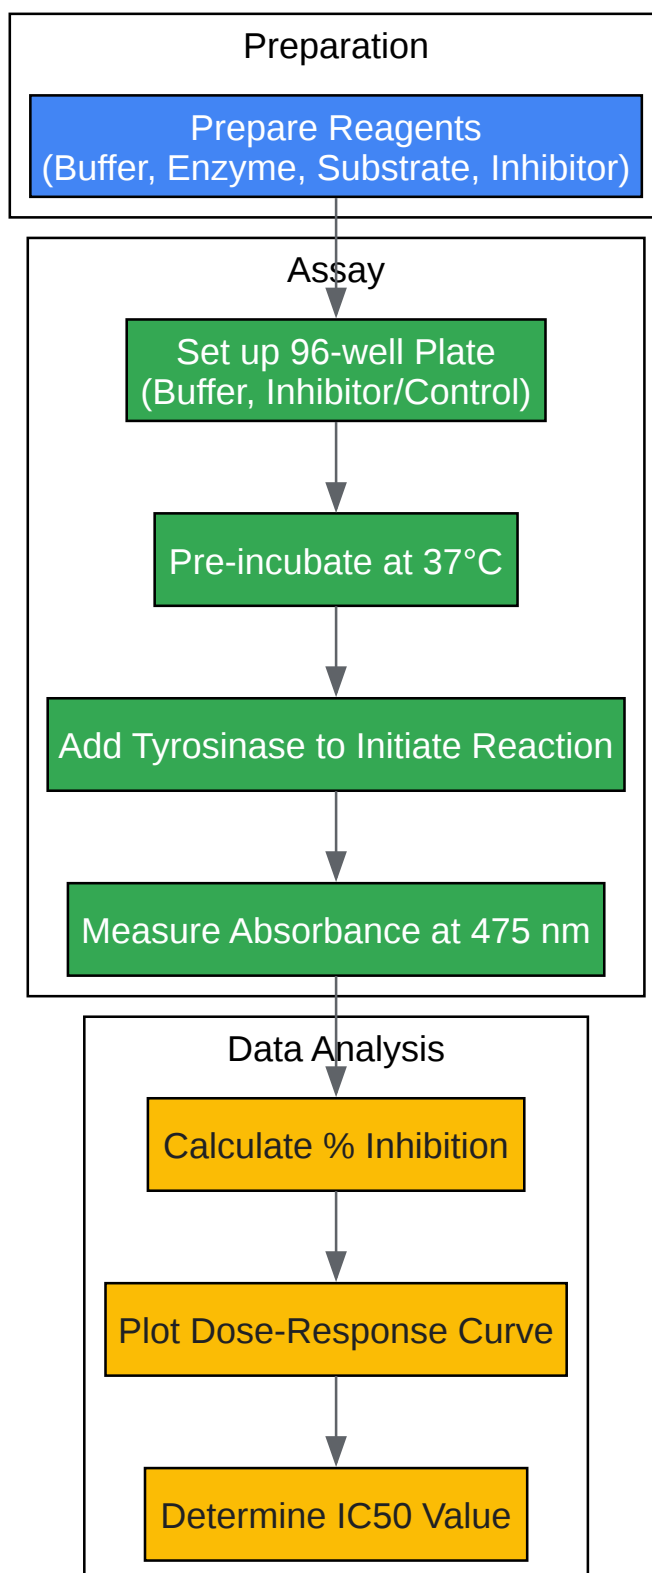 Preparation
Prepare Reagents
(Buffer, Enzyme, Substrate, Inhibitor)
Assay
Set up 96-well Plate
(Buffer, Inhibitor/Control)
Pre-incubate at 37°C
Add Tyrosinase to Initiate Reaction
Measure Absorbance at 475 nm
Data Analysis
Calculate % Inhibition
Plot Dose-Response Curve
Determine IC50 Value